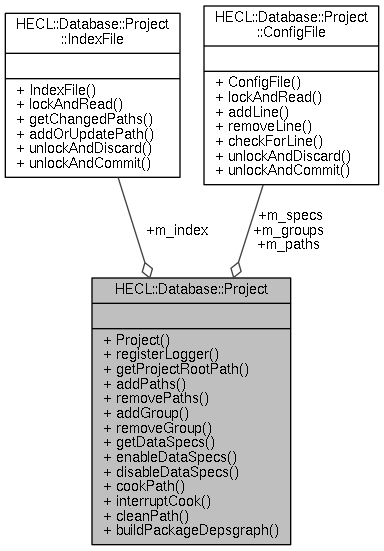 HECL::Database::Project
::IndexFile
+ IndexFile()
+ lockAndRead()
+ getChangedPaths()
+ addOrUpdatePath()
+ unlockAndDiscard()
+ unlockAndCommit()
HECL::Database::Project
::ConfigFile
+ ConfigFile()
+ lockAndRead()
+ addLine()
+ removeLine()
+ checkForLine()
+ unlockAndDiscard()
+ unlockAndCommit()
+m_index
+m_specs
+m_groups
+m_paths
HECL::Database::Project
+ Project()
+ registerLogger()
+ getProjectRootPath()
+ addPaths()
+ removePaths()
+ addGroup()
+ removeGroup()
+ getDataSpecs()
+ enableDataSpecs()
+ disableDataSpecs()
+ cookPath()
+ interruptCook()
+ cleanPath()
+ buildPackageDepsgraph()